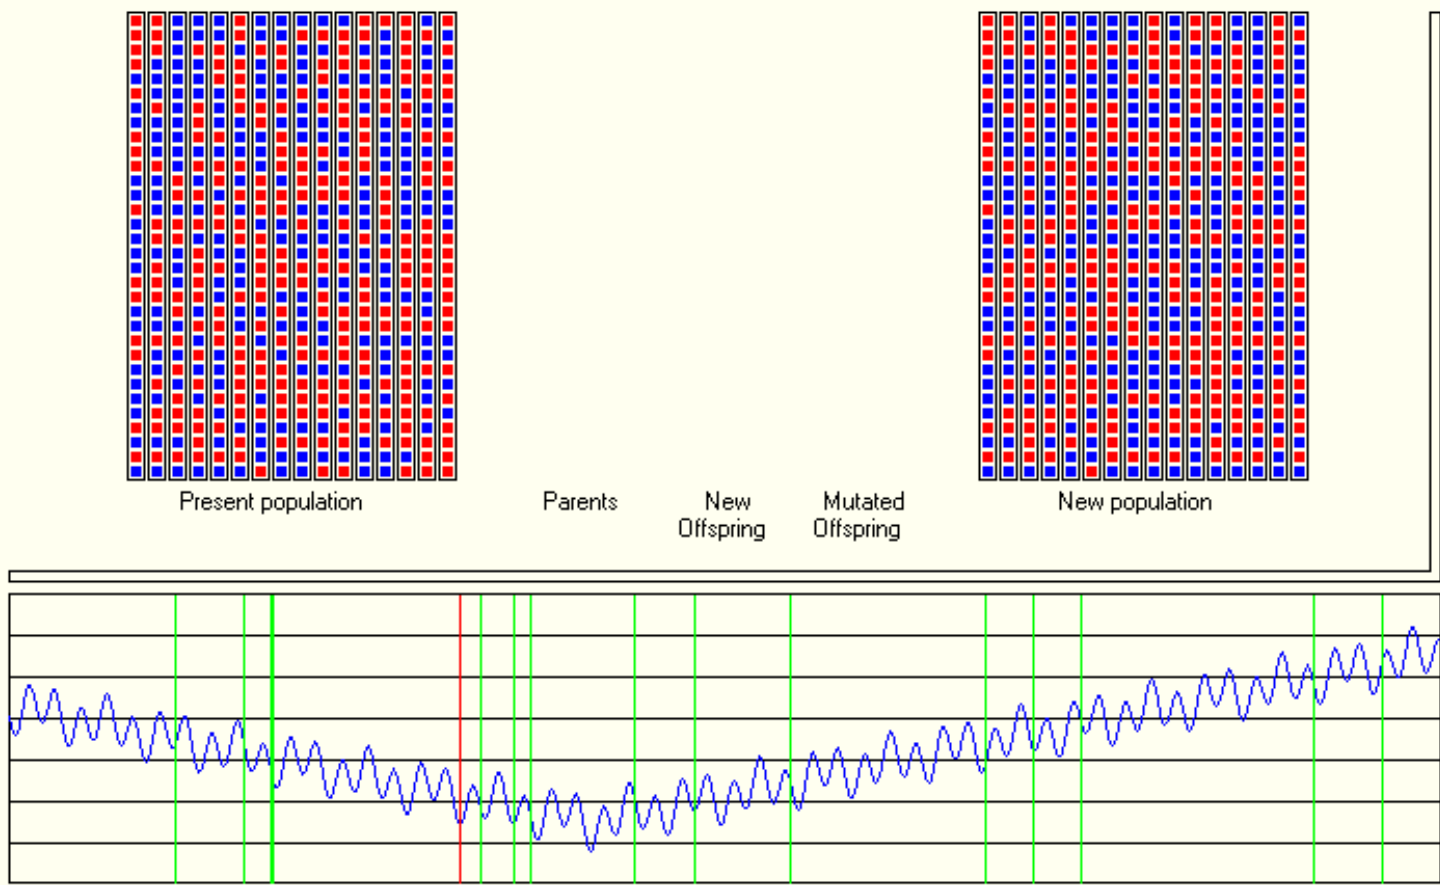 Present population
Parents
New
Offspring
Mutated
Offspring
New population